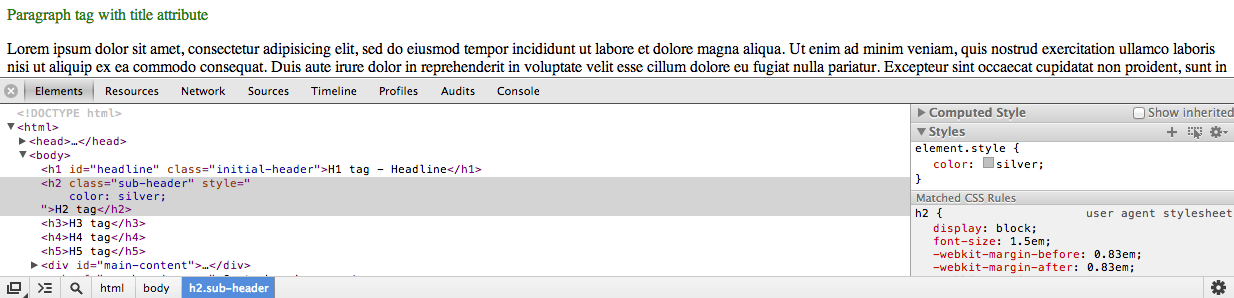 Paragraph tag with title attribute
Lorem ipsum dolor sit amet, consectetur adipisicing elit, sed do eiusmod tempor incididunt ut labore et dolore magna aliqua. Ut enim ad minim veniam, quis nostrud exercitation ullamco laboris
nisi ut aliquip ex ea commodo consequat. Duis aute irure dolor in reprehenderit in voluptate velit esse cillum dolore eu fugiat nulla pariatur. Excepteur sint occaecat cupidatat non proident, sunt in
Elements Resources Network Sources Timeline Profiles Audits Console
<!DOCTYPE html>
<html>
<head>…</head>
<body>
<h1 id="headline" class="initial-header">H1 tag - Headline</h1>
<h2 class="sub-header" style="
color: silver;
">H2 tag</h2>
<h3>H3 tag</h3>
<h4>H4 tag</h4>
<h5>H5 tag</h5>
<div id="main-content">…</div>
Computed Style Show inherited
Styles
element.style {
color: silver;
}
Matched CSS Rules
h2 { user agent stylesheet
display: block;
font-size: 1.5em;
-webkit-margin-before: 0.83em;
-webkit-margin-after: 0.83em;
html body h2.sub-header